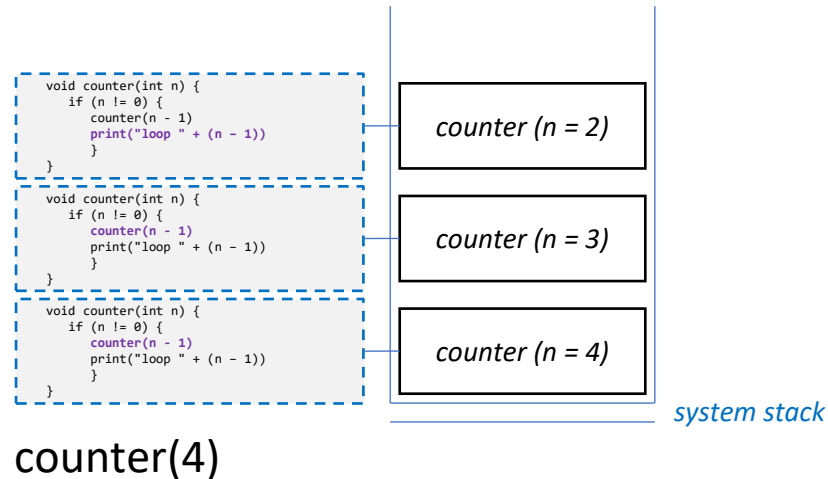 void counter(int n) {
if (n != 0) {
counter(n - 1)
print("loop " + (n – 1))
}
}
counter (n = 2)
void counter(int n) {
if (n != 0) {
counter(n - 1)
print("loop " + (n – 1))
}
}
counter (n = 3)
void counter(int n) {
if (n != 0) {
counter(n - 1)
print("loop " + (n – 1))
}
}
counter (n = 4)
system stack
counter(4)